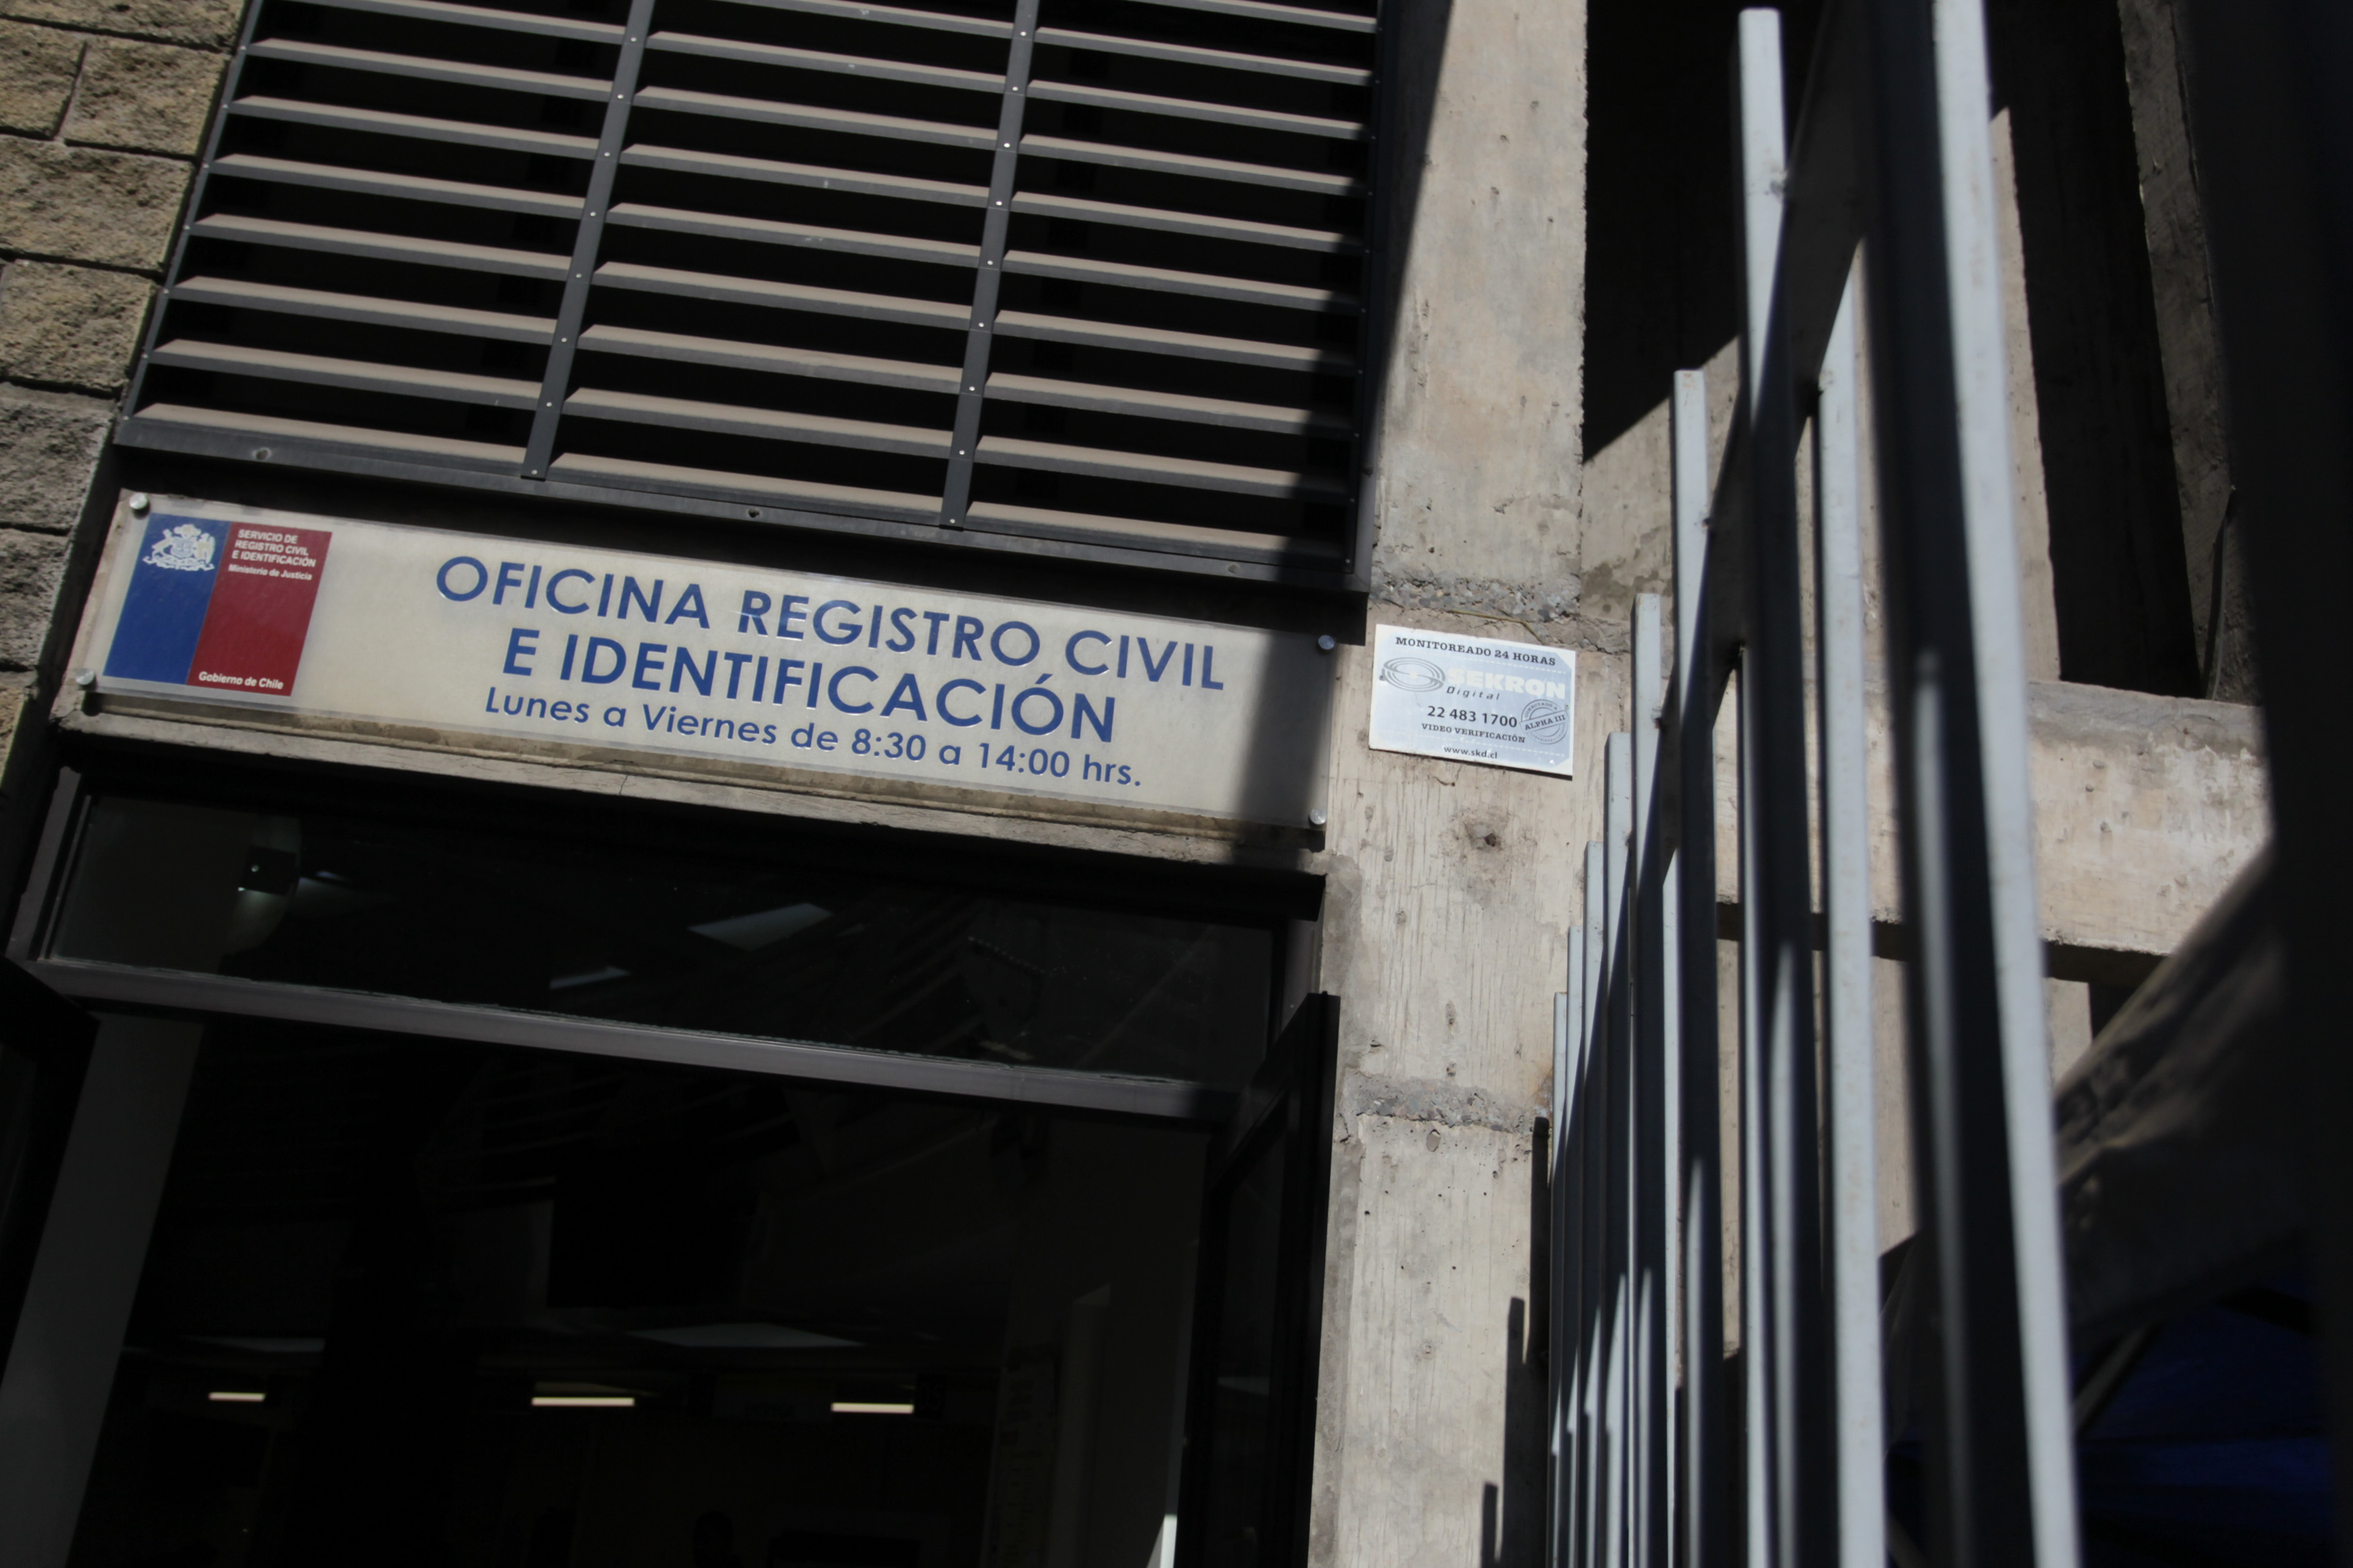 SERVICIO DE
REGISTRO CIVIL
E IDENTIFICACIÓN
Ministerio de Justicia
Gobierno de Chile
OFICINA REGISTRO CIVIL
E IDENTIFICACIÓN
Lunes a Viernes de 8:30 a 14:00 hrs.
MONITOREADO 24 HORAS
SEKRON
Digital
22 483 1700
ALPHA III
VIDEO VERIFICACIÓN
www.skd.cl